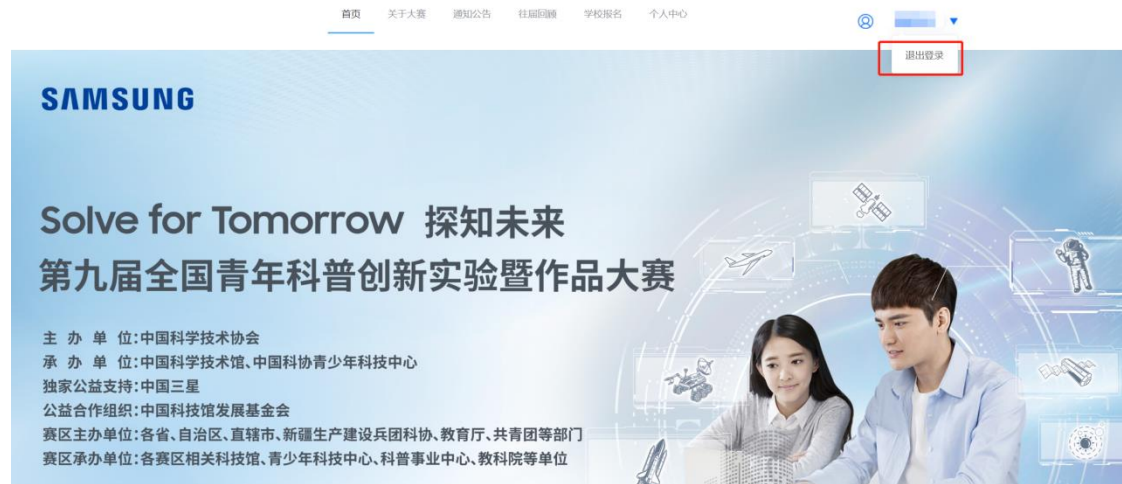 首页 关于大赛 通知公告 往届回顾 学校报名 个人中心
退出登录
SAMSUNG
Solve for Tomorrow 探知未来
第九届全国青年科普创新实验暨作品大赛
主办单位:中国科学技术协会
承办单位:中国科学技术馆、中国科协青少年科技中心
独家公益支持:中国三星
公益合作组织:中国科技馆发展基金会
赛区主办单位:各省、自治区、直辖市、新疆生产建设兵团科协、教育厅、共青团等部门
赛区承办单位:各赛区相关科技馆、青少年科技中心、科普事业中心、教科院等单位